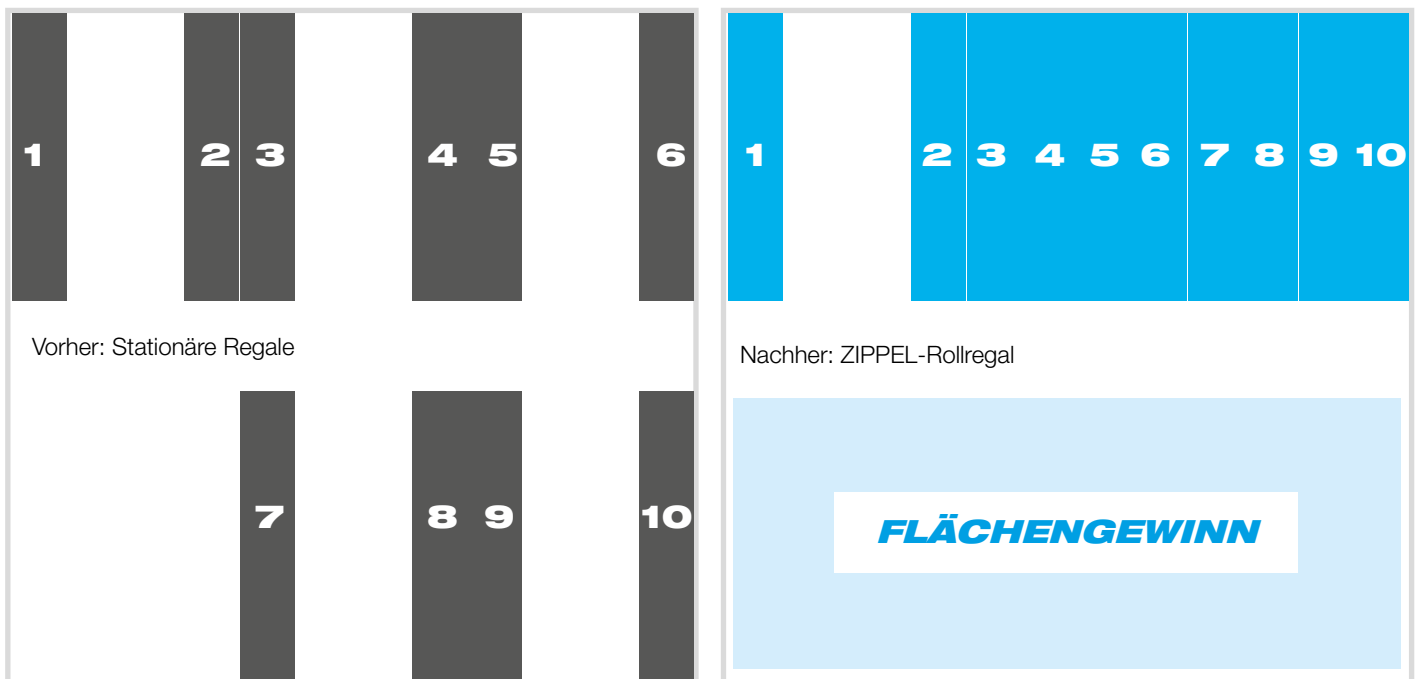 1 2 3 4 5 6
Vorher: Stationäre Regale
7 8 9 10
1 2 3 4 5 6 7 8 9 10
Nachher: ZIPPEL-Rollregal
FLÄCHENGEWINN